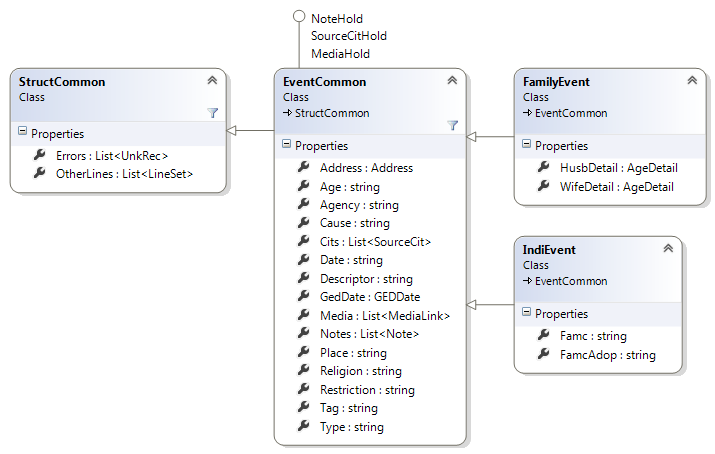 NoteHold
SourceCitHold
MediaHold
StructCommon
Class
Properties
Errors : List<UnkRec>
OtherLines : List<LineSet>
EventCommon
Class
StructCommon
Properties
Address : Address
Age : string
Agency : string
Cause : string
Cits : List<SourceCit>
Date : string
Descriptor : string
GedDate : GEDDate
Media : List<MediaLink>
Notes : List<Note>
Place : string
Religion : string
Restriction : string
Tag : string
Type : string
FamilyEvent
Class
EventCommon
Properties
HusbDetail : AgeDetail
WifeDetail : AgeDetail
IndiEvent
Class
EventCommon
Properties
Famc : string
FamcAdop : string